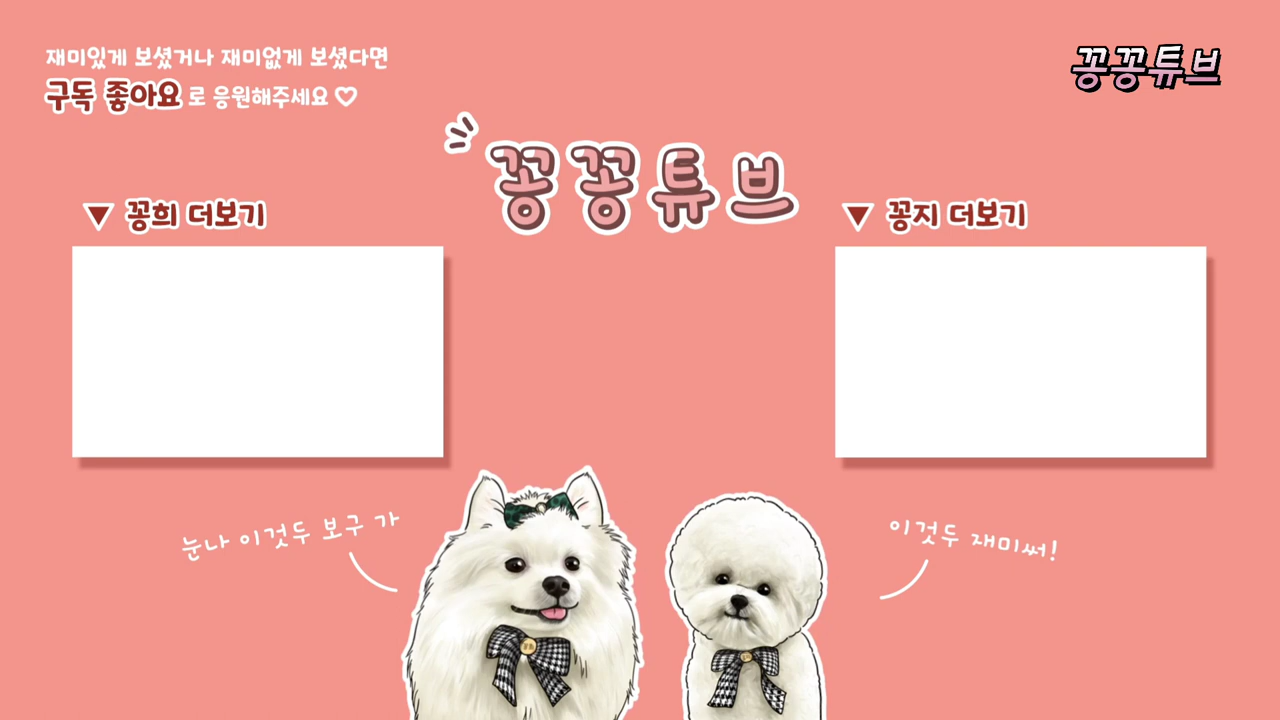 재미있게 보셨거나 재미없게 보셨다면
구독 좋아요 로 응원해주세요 ♡
꽁꽁튜브
꽁꽁튜브
▼ 꽁희 더보기
▼ 꽁지 더보기
눈나 이것두 보구 가
이것두 재미써!